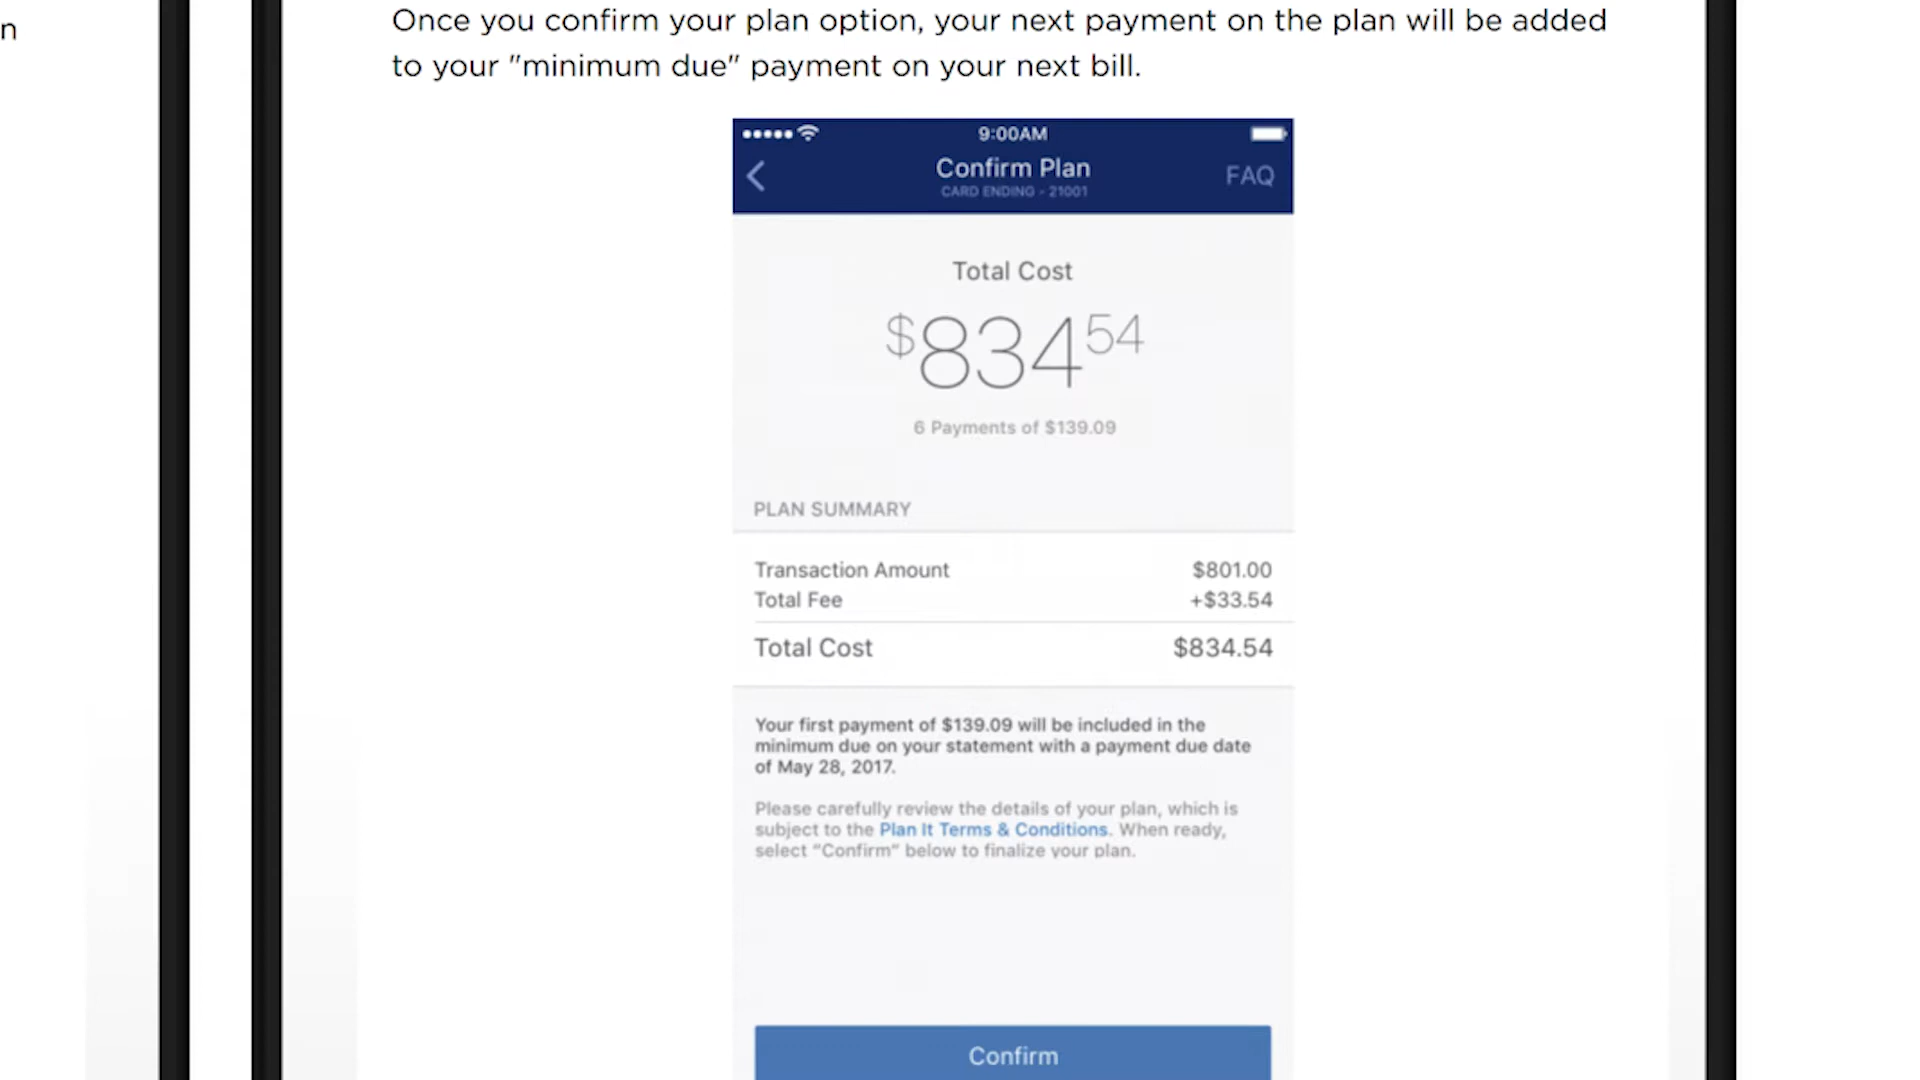 n
Once you confirm your plan option, your next payment on the plan will be added
to your "minimum due" payment on your next bill.
9:00AM
Confirm Plan
FAQ
CARD ENDING - 21001
Total Cost
$834 54
6 Payments of $139.09
PLAN SUMMARY
Transaction Amount $801.00
Total Fee +$33.54
Total Cost $834.54
Your first payment of $139.09 will be included in the
minimum due on your statement with a payment due date
of May 28, 2017.
Please carefully review the details of your plan, which is
subject to the Plan It Terms & Conditions. When ready,
select “Confirm” below to finalize your plan.
Confirm